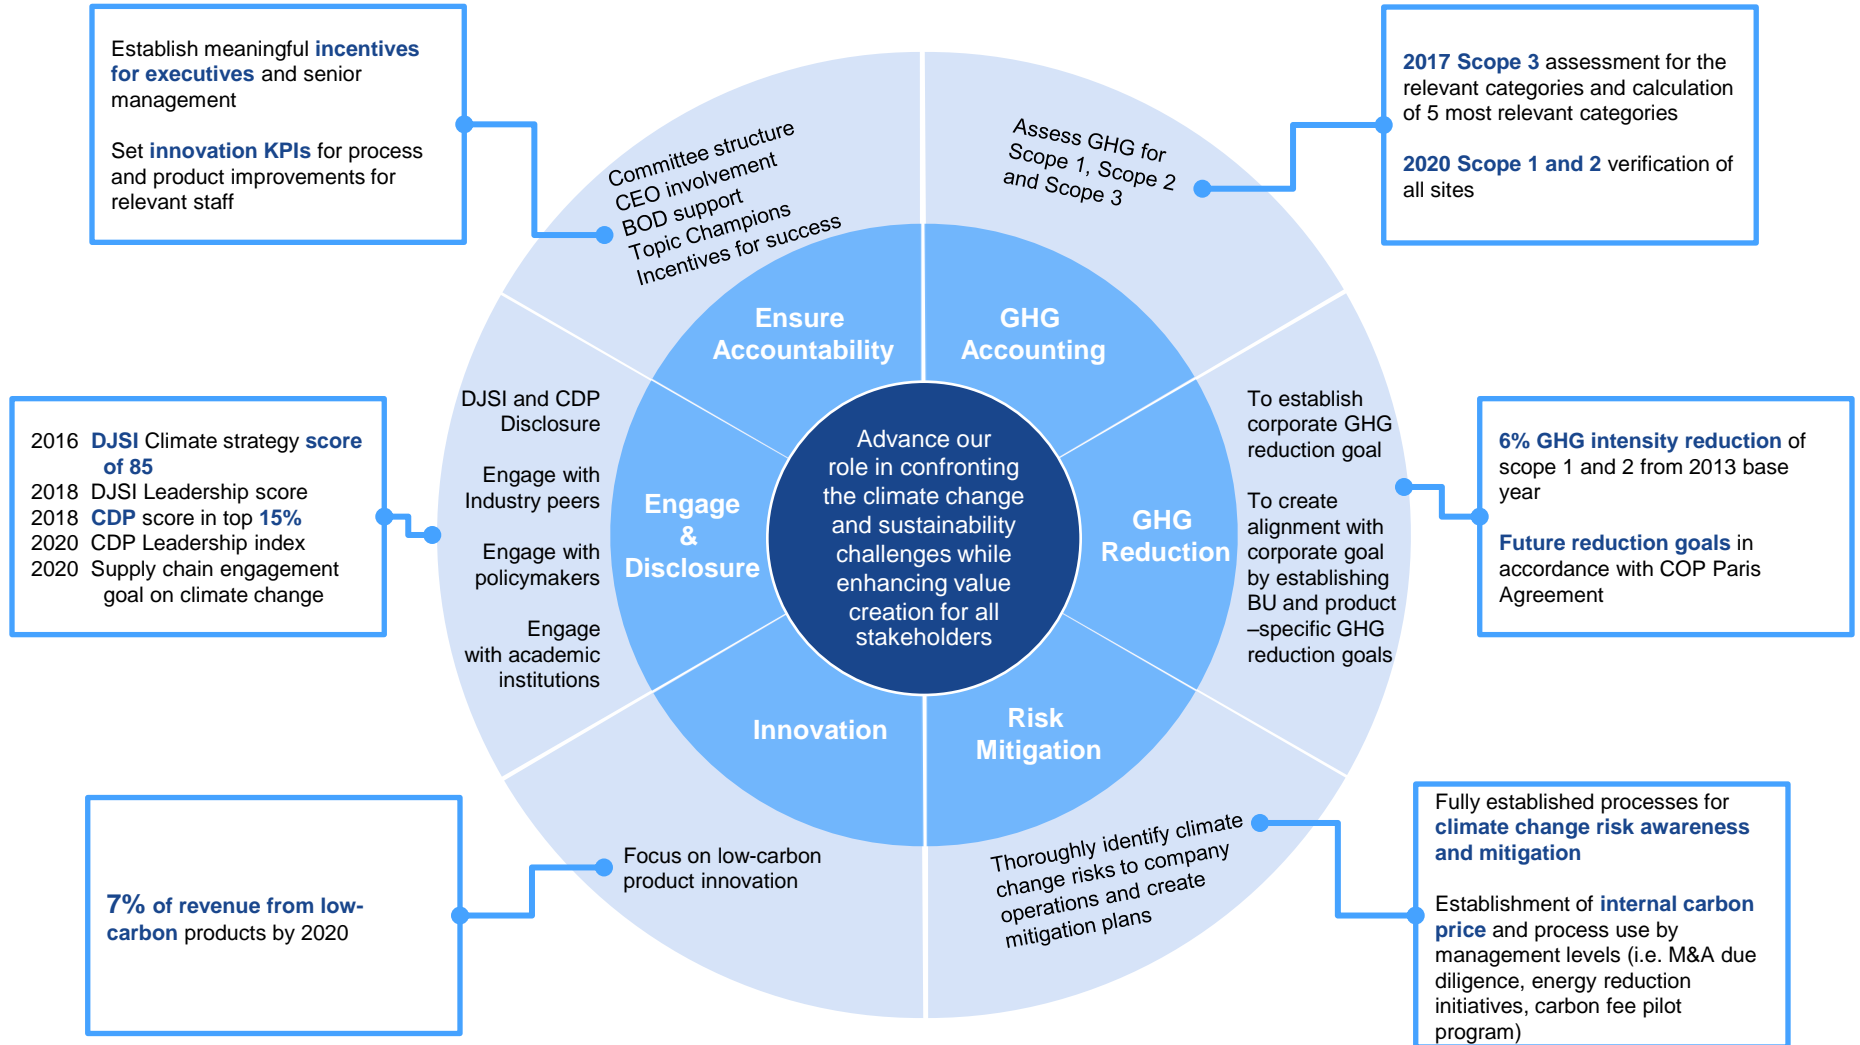 Establish meaningful incentives
for executives and senior
management
Set innovation KPIs for process
and product improvements for
relevant staff
2017 Scope 3 assessment for the
relevant categories and calculation
of 5 most relevant categories
2020 Scope 1 and 2 verification of
all sites
Committee structure
CEO involvement
BOD support
Topic Champions
Incentives for success
Assess GHG for
Scope 1, Scope 2
and Scope 3
Ensure
Accountability
GHG
Accounting
2016 DJSI Climate strategy score
of 85
2018 DJSI Leadership score
2018 CDP score in top 15%
2020 CDP Leadership index
2020 Supply chain engagement
goal on climate change
DJSI and CDP
Disclosure
Engage with
Industry peers
Engage with
policymakers
Engage
with academic
institutions
Engage
&
Disclosure
Advance our
role in confronting
the climate change
and sustainability
challenges while
enhancing value
creation for all
stakeholders
GHG
Reduction
To establish
corporate GHG
reduction goal
To create
alignment with
corporate goal
by establishing
BU and product
–specific GHG
reduction goals
6% GHG intensity reduction of
scope 1 and 2 from 2013 base
year
Future reduction goals in
accordance with COP Paris
Agreement
Innovation
Risk
Mitigation
7% of revenue from low-
carbon products by 2020
Focus on low-carbon
product innovation
Thoroughly identify climate
change risks to company
operations and create
mitigation plans
Fully established processes for
climate change risk awareness
and mitigation
Establishment of internal carbon
price and process use by
management levels (i.e. M&A due
diligence, energy reduction
initiatives, carbon fee pilot
program)